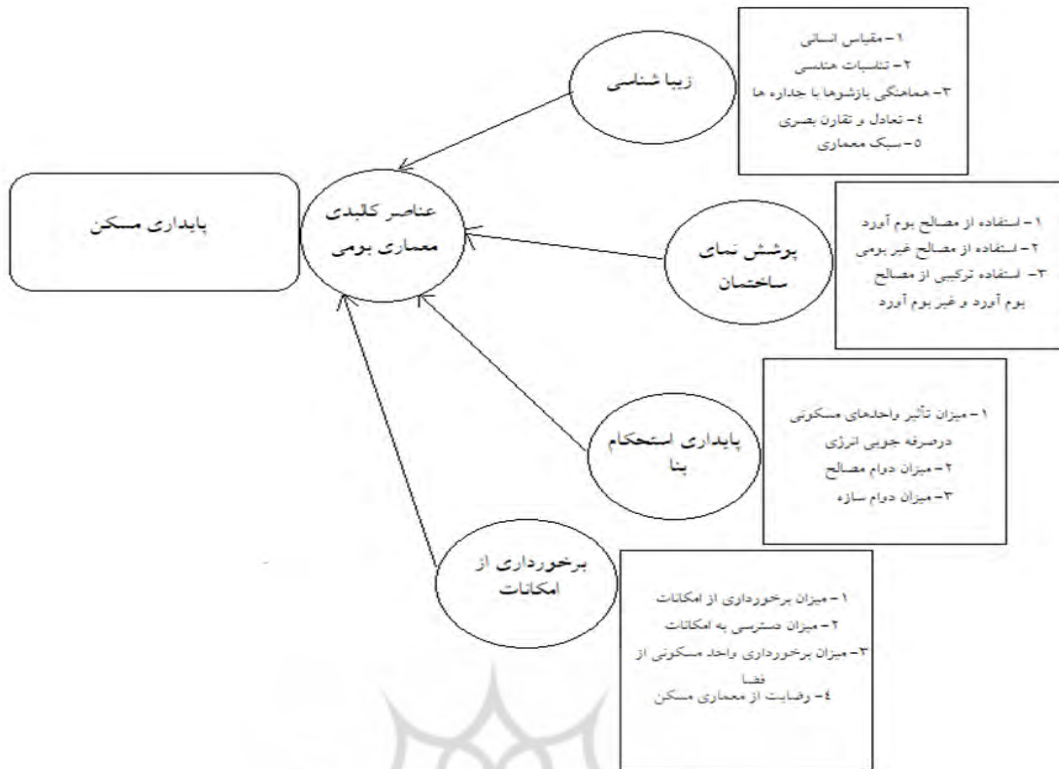 ۱- مقیاس انسانی
۲- تناسبات هندسی
۳- هماهنگی بازشوها با جداره ها
۴- تعادل و تقارن بصری
۵- سبک معماری
زیبا شناسی
عناصر کالبدی
معماری بومی
پایداری مسکن
۱- استفاده از مصالح بوم آورد
۲- استفاده از مصالح غیر بومی
۳- استفاده ترکیبی از مصالح
بوم آورد و غیر بوم آورد
پوشش نمای
ساختمان
۱- میزان تأثیر واحدهای مسکونی
درصرفه جویی انرژی
۲- میزان دوام مصالح
۳- میزان دوام سازه
پایداری استحکام
بنا
برخورداری از
امکانات
۱- میزان برخورداری از امکانات
۲- میزان دسترسی به امکانات
۳- میزان برخورداری واحد مسکونی از
فضا
۴- رضایت از معماری مسکن